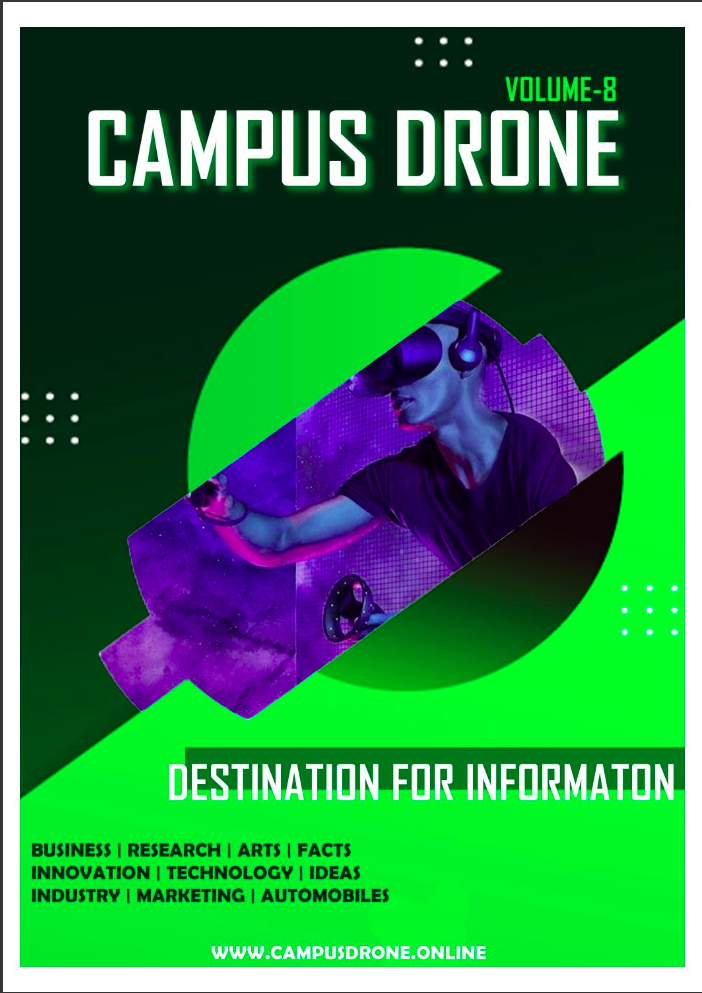 VOLUME-8
CAMPUS DRONE
DESTINATION FOR INFORMATON
BUSINESS | RESEARCH | ARTS | FACTS
INNOVATION | TECHNOLOGY | IDEAS
INDUSTRY | MARKETING | AUTOMOBILES
WWW.CAMPUSDRONE.ONLINE